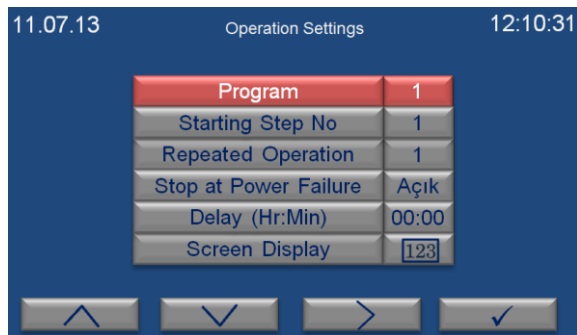 11.07.13 Operation Settings 12:10:31
Program 1
Starting Step No 1
Repeated Operation 1
Stop at Power Failure Açık
Delay (Hr:Min) 00:00
Screen Display 123